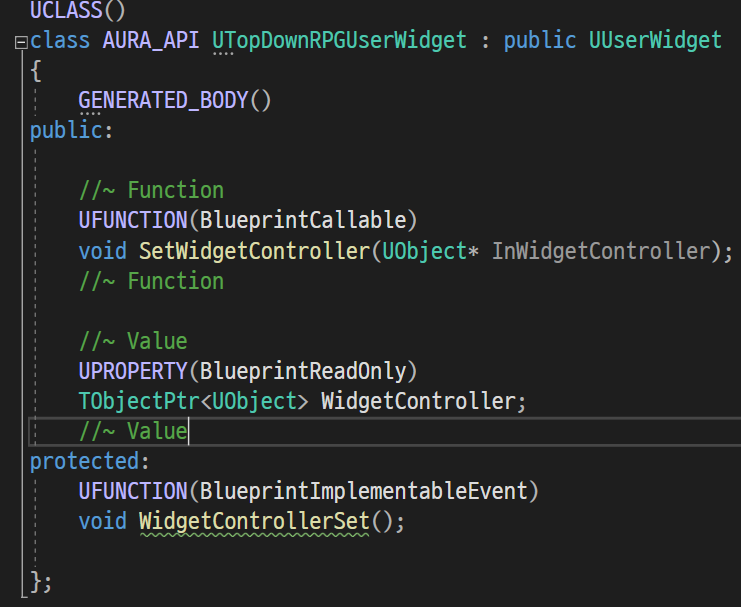 UCLASS()
class AURA_API UTopDownRPGUserWidget : public UUserWidget
{
GENERATED_BODY()
public:
//~ Function
UFUNCTION(BlueprintCallable)
void SetWidgetController(UObject* InWidgetController);
//~ Function
//~ Value
UPROPERTY(BlueprintReadOnly)
TObjectPtr<UObject> WidgetController;
//~ Value
protected:
UFUNCTION(BlueprintImplementableEvent)
void WidgetControllerSet();
};